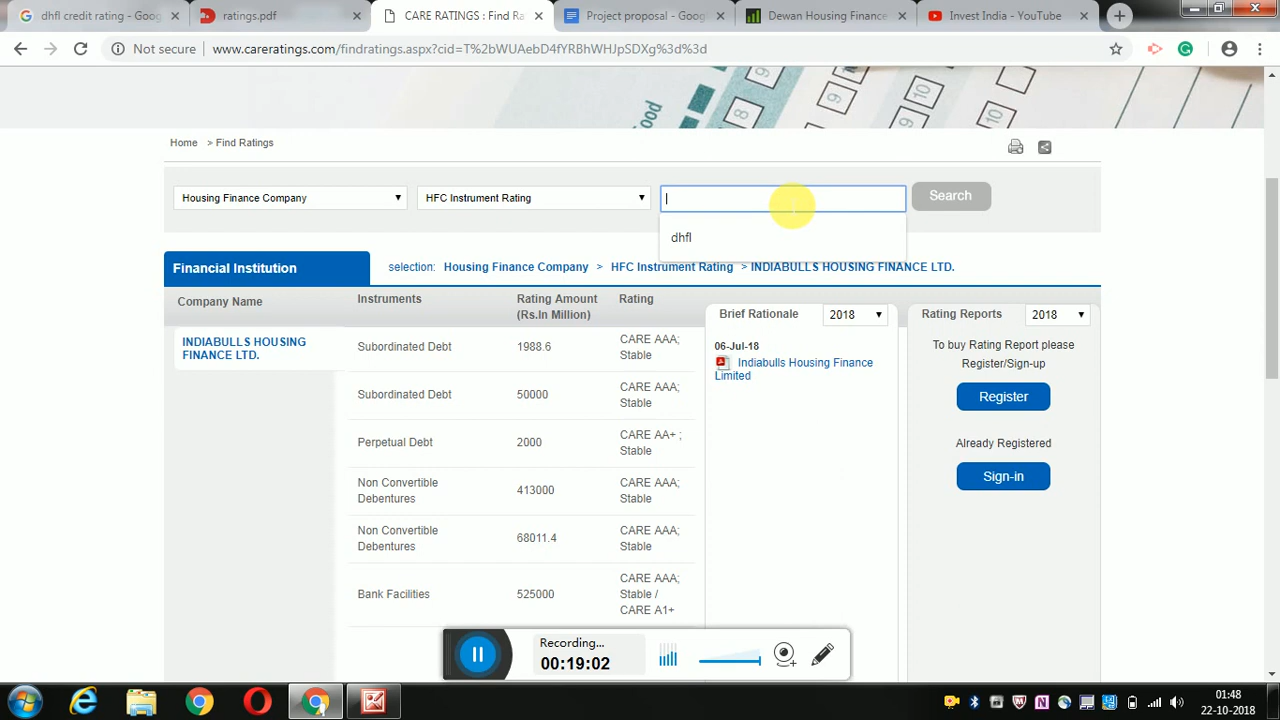 dhfl credit rating - Goog
ratings.pdf
CARE RATINGS : Find Ra
Project proposal - Googl
Dewan Housing Finance
Invest India - YouTube
Not secure
www.careratings.com/findratings.aspx?cid=T%2bWUAebD4fYRBhWHJpSDXg%3d%3d
Food
9
8
9
10
10
Home > Find Ratings
Housing Finance Company
HFC Instrument Rating
Search
dhfl
Financial Institution
selection: Housing Finance Company > HFC Instrument Rating > INDIABULLS HOUSING FINANCE LTD.
Company Name
Instruments
Rating Amount
(Rs.In Million)
Rating
Brief Rationale
2018
Rating Reports
2018
INDIABULLS HOUSING
FINANCE LTD.
Subordinated Debt
1988.6
CARE AAA;
Stable
Subordinated Debt
50000
CARE AAA;
Stable
Perpetual Debt
2000
CARE AA+ ;
Stable
Non Convertible
Debentures
413000
CARE AAA;
Stable
Non Convertible
Debentures
68011.4
CARE AAA;
Stable
Bank Facilities
525000
CARE AAA;
Stable /
CARE A1+
06-Jul-18
Indiabulls Housing Finance
Limited
To buy Rating Report please
Register/Sign-up
Register
Already Registered
Sign-in
Recording...
00:19:02
01:48
22-10-2018